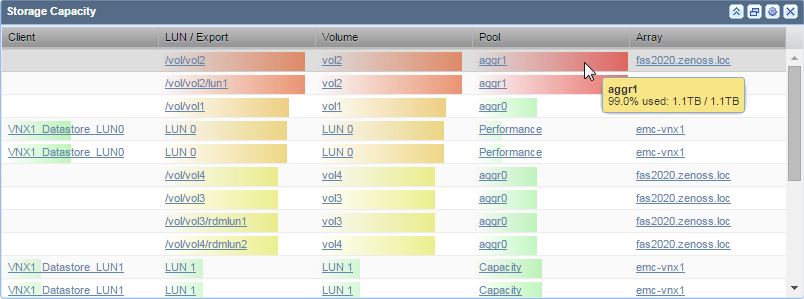 Storage Capacity
Client LUN / Export Volume Pool Array
/vol/vol2 vol2 aggr1 fas2020.zenoss.loc
/vol/vol2/lun1 vol2 aggr1
/vol/vol1 vol1 aggr0
aggr1
99.0% used: 1.1TB / 1.1TB
VNX1_Datastore_LUN0 LUN 0 LUN 0 Performance emc-vnx1
VNX1_Datastore_LUN0 LUN 0 LUN 0 Performance emc-vnx1
/vol/vol4 vol4 aggr0 fas2020.zenoss.loc
/vol/vol3 vol3 aggr0 fas2020.zenoss.loc
/vol/vol3/rdmlun1 vol3 aggr0 fas2020.zenoss.loc
/vol/vol4/rdmlun2 vol4 aggr0 fas2020.zenoss.loc
VNX1_Datastore_LUN1 LUN 1 LUN 1 Capacity emc-vnx1
VNX1_Datastore_LUN1 LUN 1 LUN 1 Capacity emc-vnx1